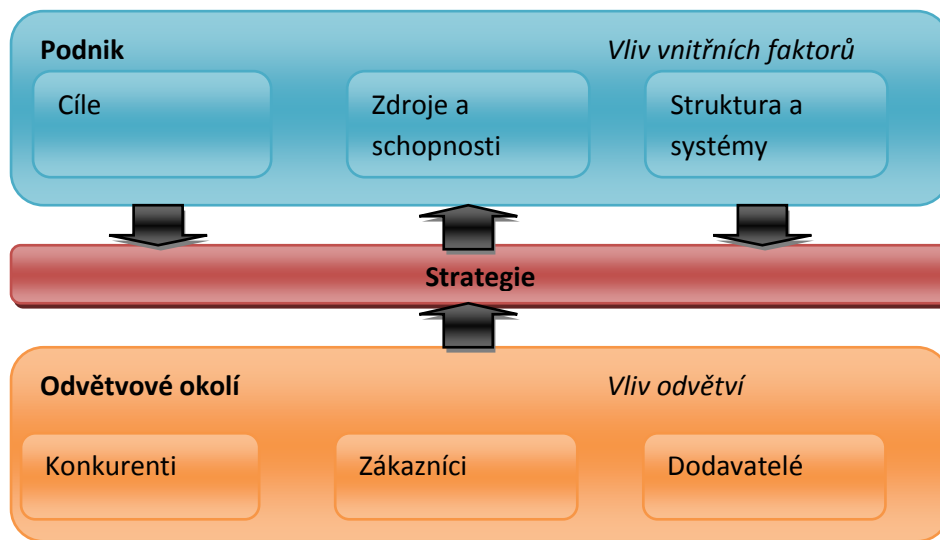 Podnik
Vliv vnitřních faktorů
Cíle
Zdroje a
schopnosti
Struktura a
systémy
Strategie
Odvětvové okolí
Vliv odvětví
Konkurenti
Zákazníci
Dodavatelé